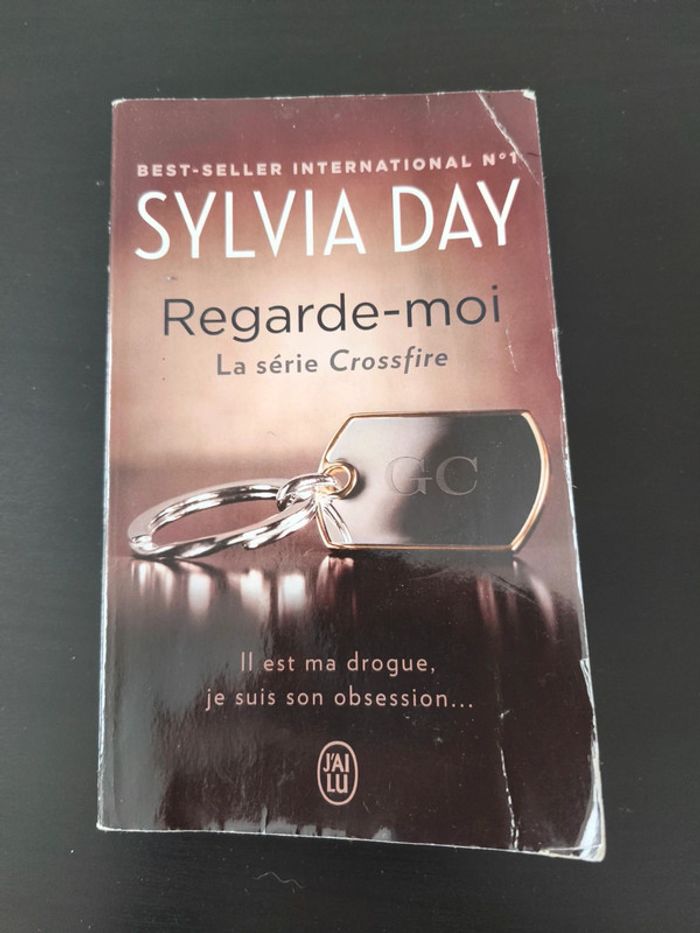 BEST-SELLER INTERNATIONAL N°1
SYLVIA DAY
Regarde-moi
La série Crossfire
GC
Il est ma drogue,
je suis son obsession...
J'AI
LU